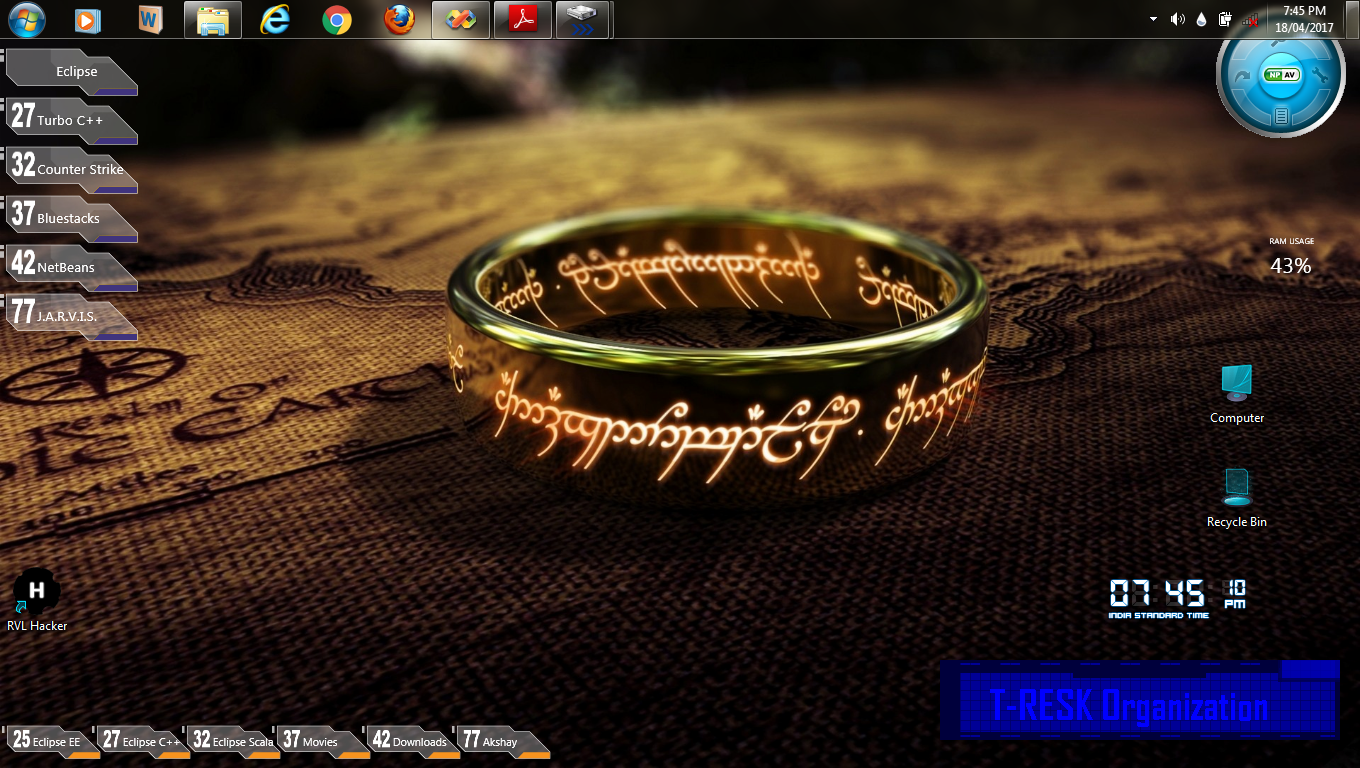 7:45 PM
18/04/2017
NP AV
Eclipse
27 Turbo C++
32 Counter Strike
37 Bluestacks
42 NetBeans
77 J.A.R.V.I.S.
RAM USAGE
43%
Realm
Computer
Recycle Bin
H
RVL Hacker
07 45 10
PM
INDIA STANDARD TIME
T-RESK Organization
25 Eclipse EE
27 Eclipse C++
32 Eclipse Scala
37 Movies
42 Downloads
77 Akshay